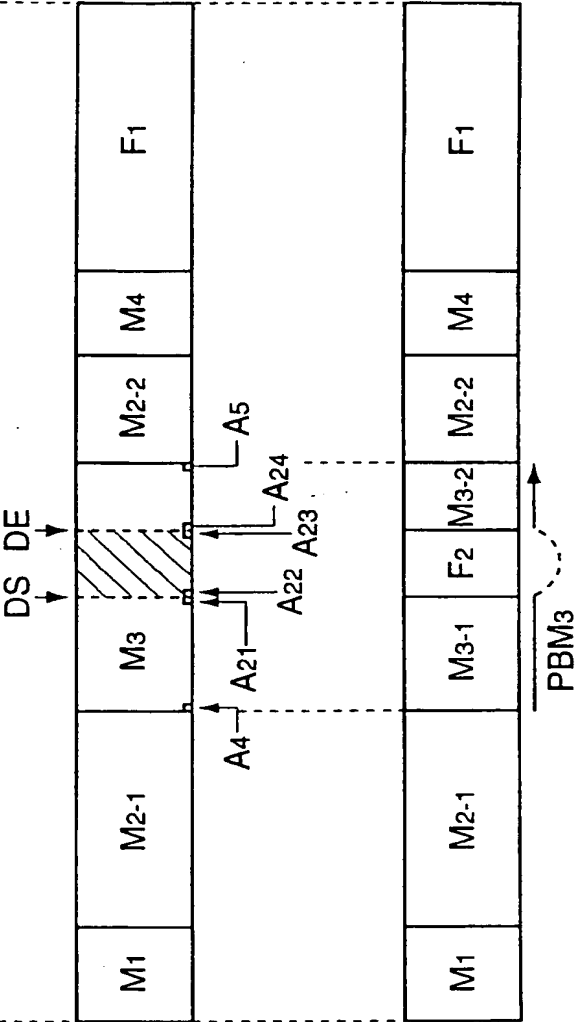 DS DE
M1 M2-1 M3 M2-2 M4 F1
A4 A21 A22 A23 A24 A5
M1 M2-1 M3-1 F2 M3-2 M2-2 M4 F1
PBM3